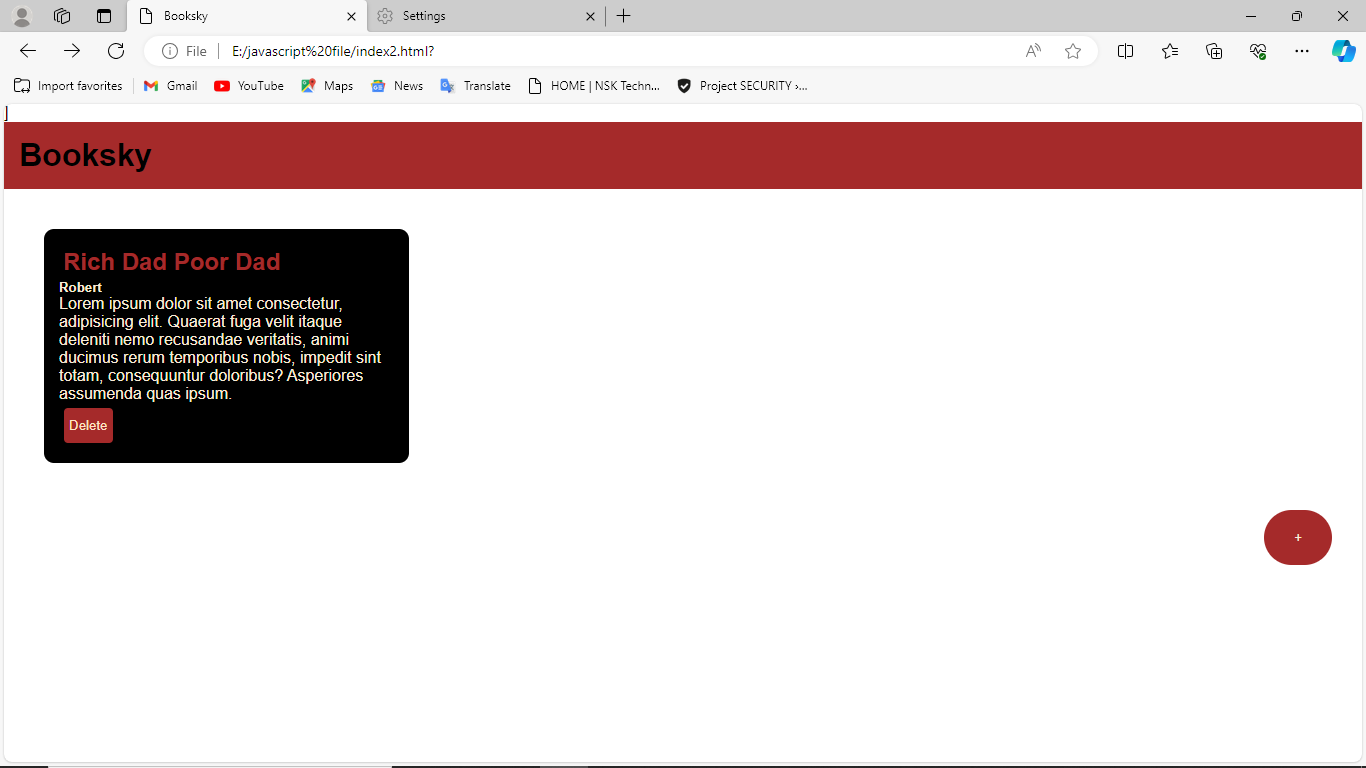 Booksky
Settings
File
E:/javascript%20file/index2.html?
Import favorites
Gmail
YouTube
Maps
News
Translate
HOME | NSK Techn...
Project SECURITY ›...
]
Booksky
Rich Dad Poor Dad
Robert
Lorem ipsum dolor sit amet consectetur,
adipisicing elit. Quaerat fuga velit itaque
deleniti nemo recusandae veritatis, animi
ducimus rerum temporibus nobis, impedit sint
totam, consequuntur doloribus? Asperiores
assumenda quas ipsum.
Delete
+